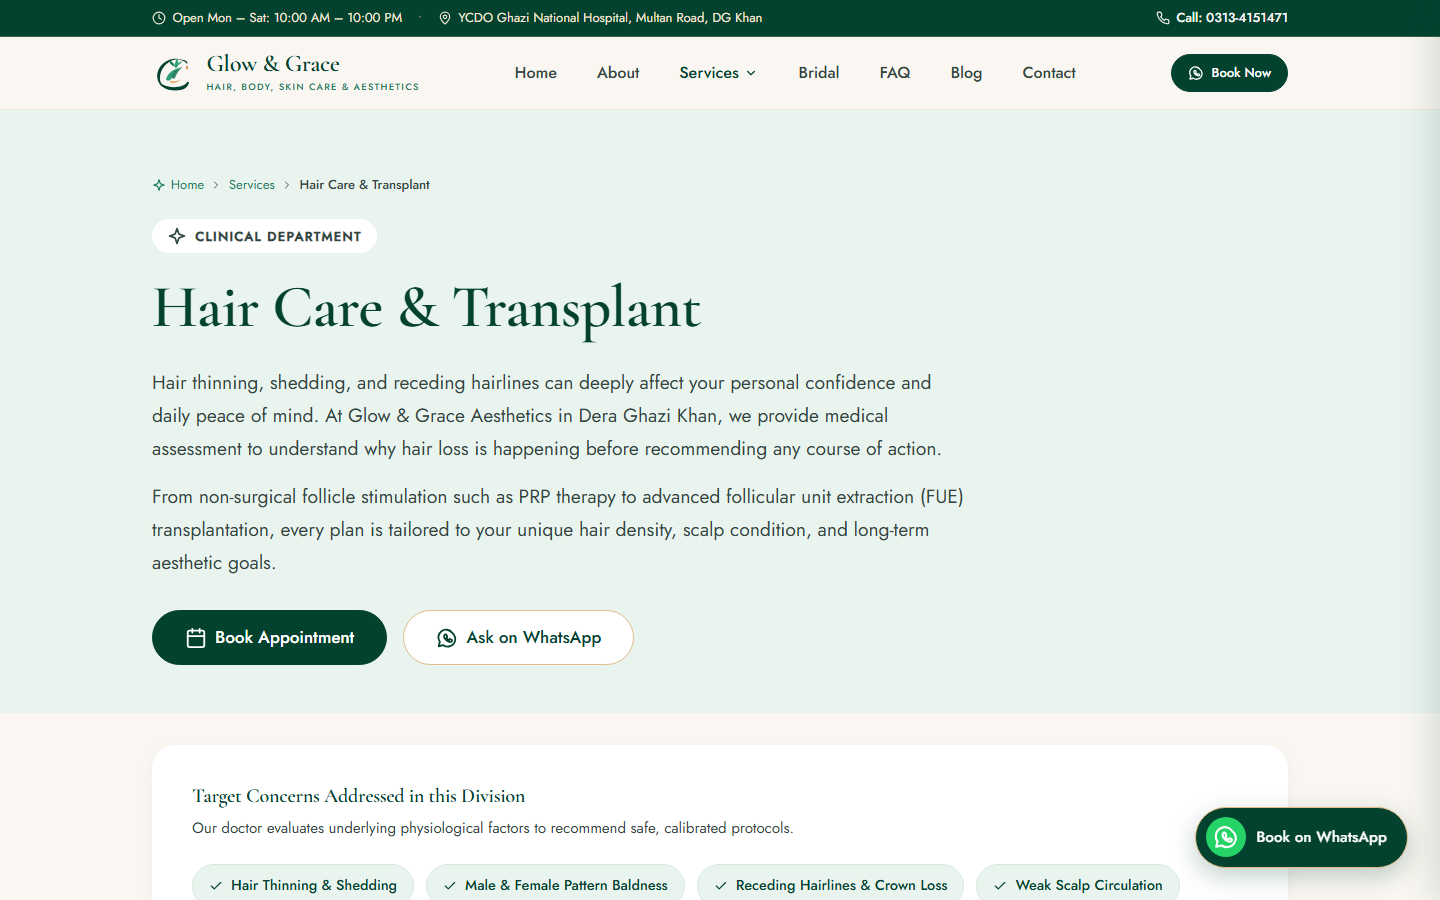 Open Mon – Sat: 10:00 AM – 10:00 PM · YCDO Ghazi National Hospital, Multan Road, DG Khan Call: 0313-4151471
Glow & Grace
HAIR, BODY, SKIN CARE & AESTHETICS
Home About Services Bridal FAQ Blog Contact Book Now
Home > Services > Hair Care & Transplant
CLINICAL DEPARTMENT
Hair Care & Transplant
Hair thinning, shedding, and receding hairlines can deeply affect your personal confidence and
daily peace of mind. At Glow & Grace Aesthetics in Dera Ghazi Khan, we provide medical
assessment to understand why hair loss is happening before recommending any course of action.
From non-surgical follicle stimulation such as PRP therapy to advanced follicular unit extraction (FUE)
transplantation, every plan is tailored to your unique hair density, scalp condition, and long-term
aesthetic goals.
Book Appointment Ask on WhatsApp
Target Concerns Addressed in this Division
Our doctor evaluates underlying physiological factors to recommend safe, calibrated protocols.
Book on WhatsApp
Hair Thinning & Shedding Male & Female Pattern Baldness Receding Hairlines & Crown Loss Weak Scalp Circulation